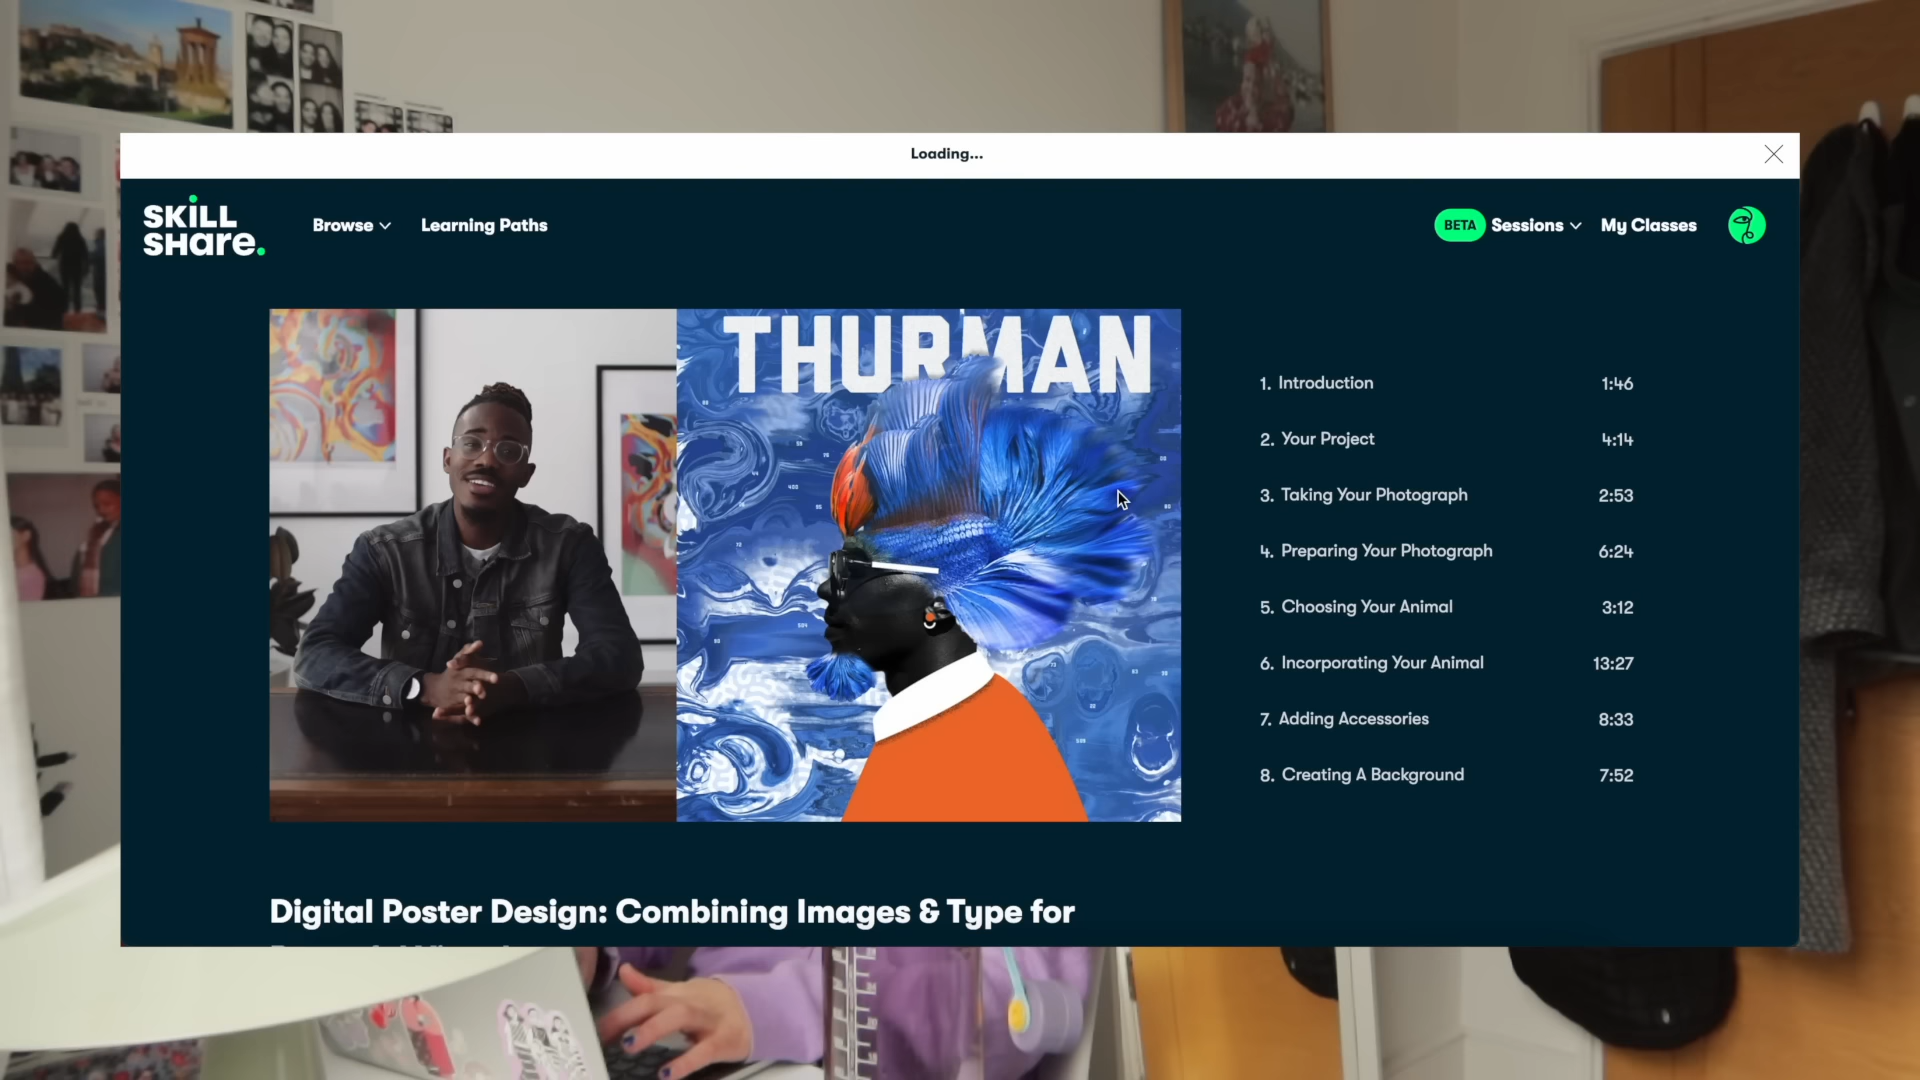 Loading...
SKILL
SHare.
Browse
Learning Paths
BETA
Sessions
My Classes
THURMAN
1. Introduction 1:46
2. Your Project 4:14
3. Taking Your Photograph 2:53
4. Preparing Your Photograph 6:24
5. Choosing Your Animal 3:12
6. Incorporating Your Animal 13:27
7. Adding Accessories 8:33
8. Creating A Background 7:52
Digital Poster Design: Combining Images & Type for